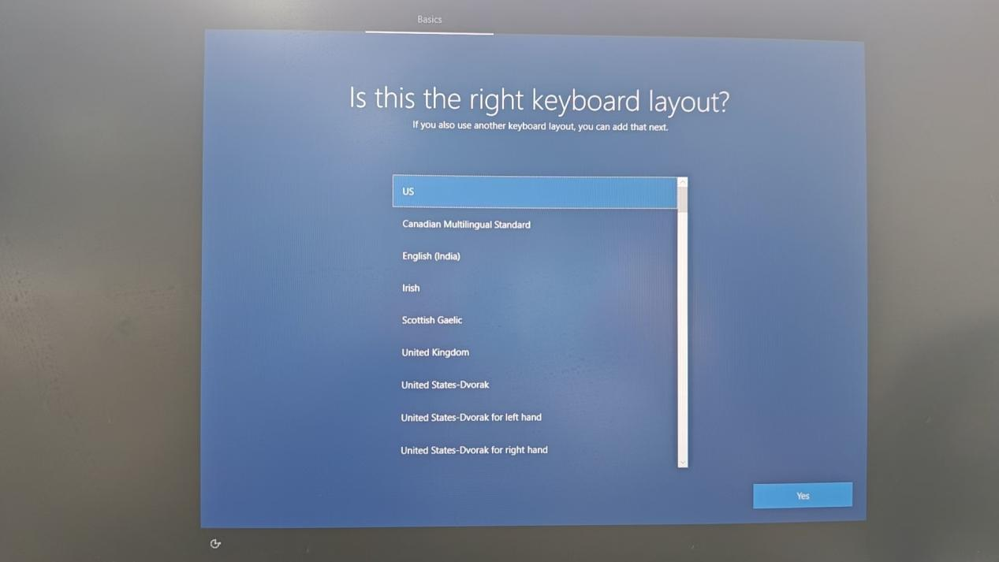 Basics
Is this the right keyboard layout?
If you also use another keyboard layout, you can add that next.
US
Canadian Multilingual Standard
English (India)
Irish
Scottish Gaelic
United Kingdom
United States-Dvorak
United States-Dvorak for left hand
United States-Dvorak for right hand
Yes